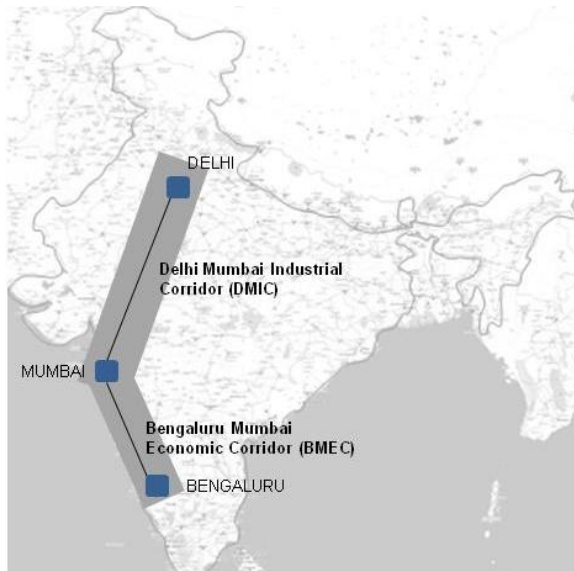 DELHI
Delhi Mumbai Industrial
Corridor (DMIC)
MUMBAI
Bengaluru Mumbai
Economic Corridor (BMEC)
BENGALURU